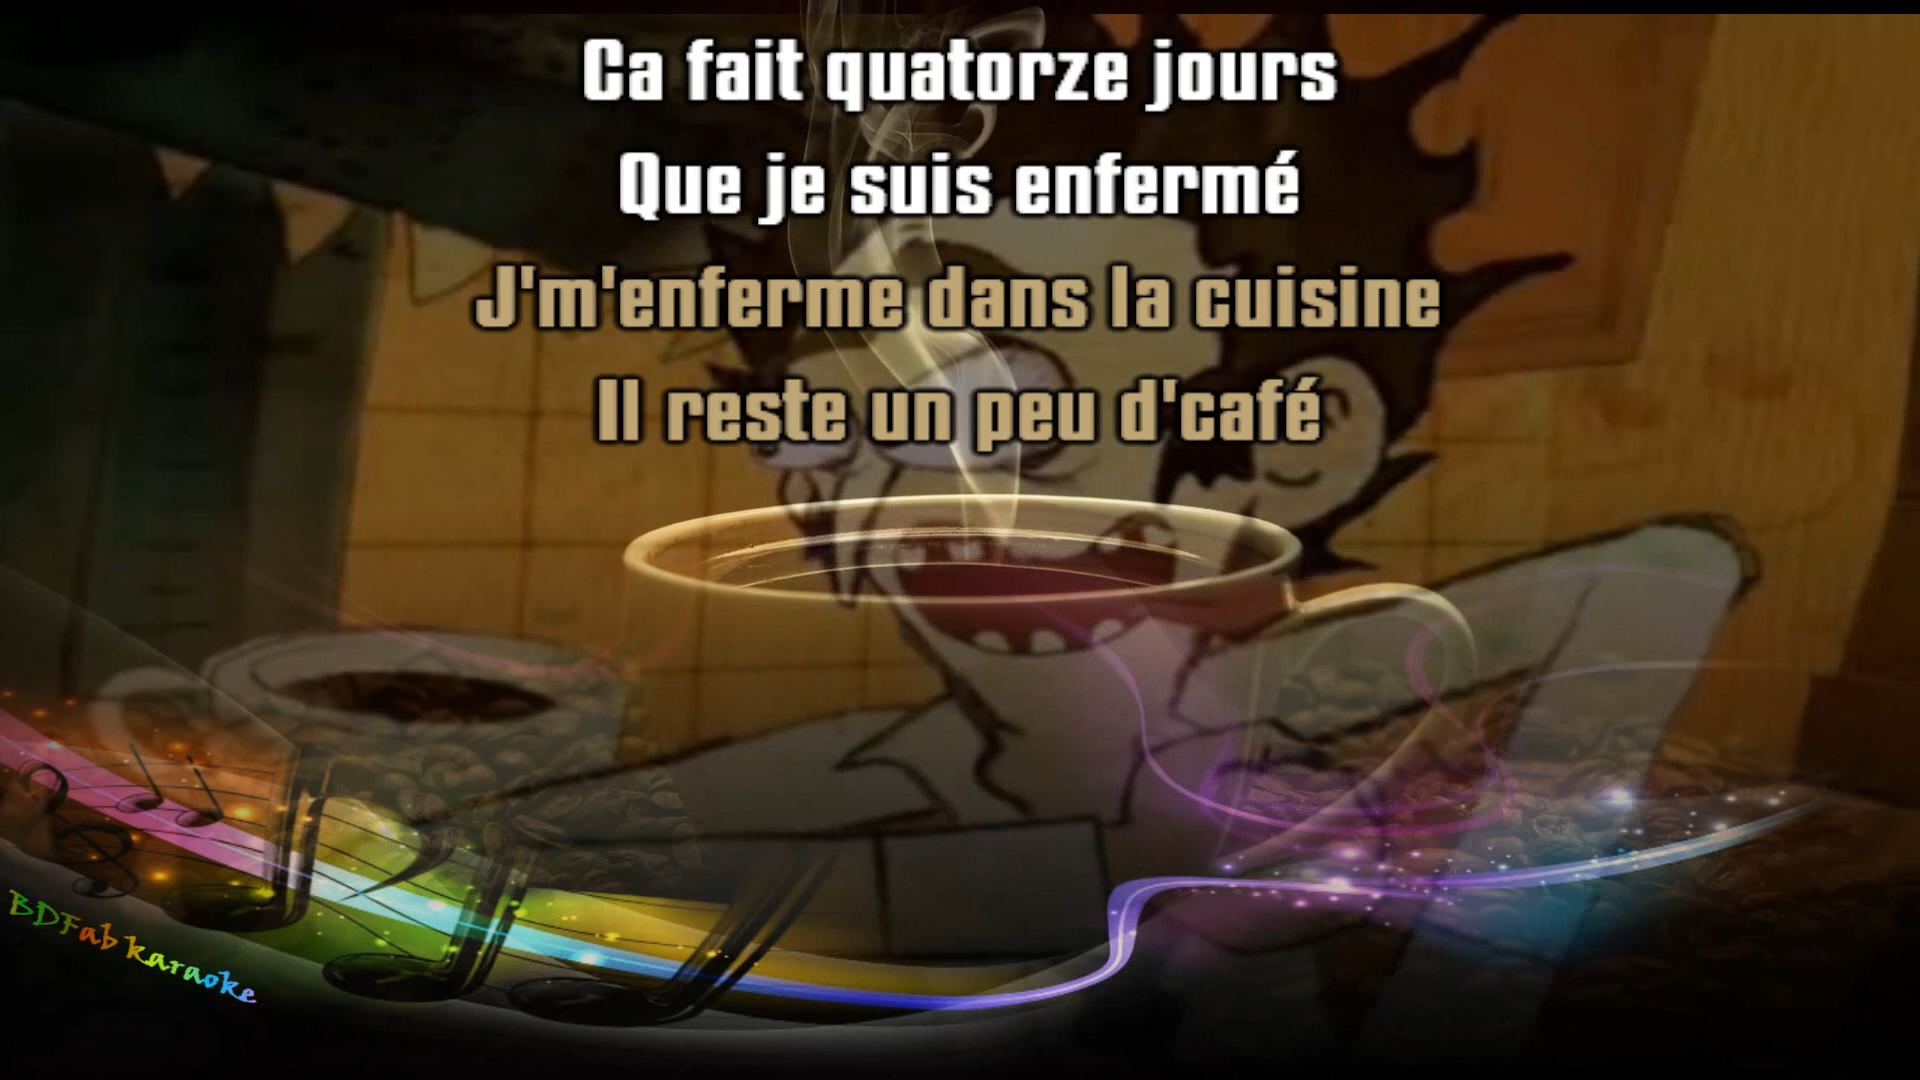 Ca fait quatorze jours
Que je suis enfermé
J'm'enferme dans la cuisine
Il reste un peu d'café
BDFab karaoke